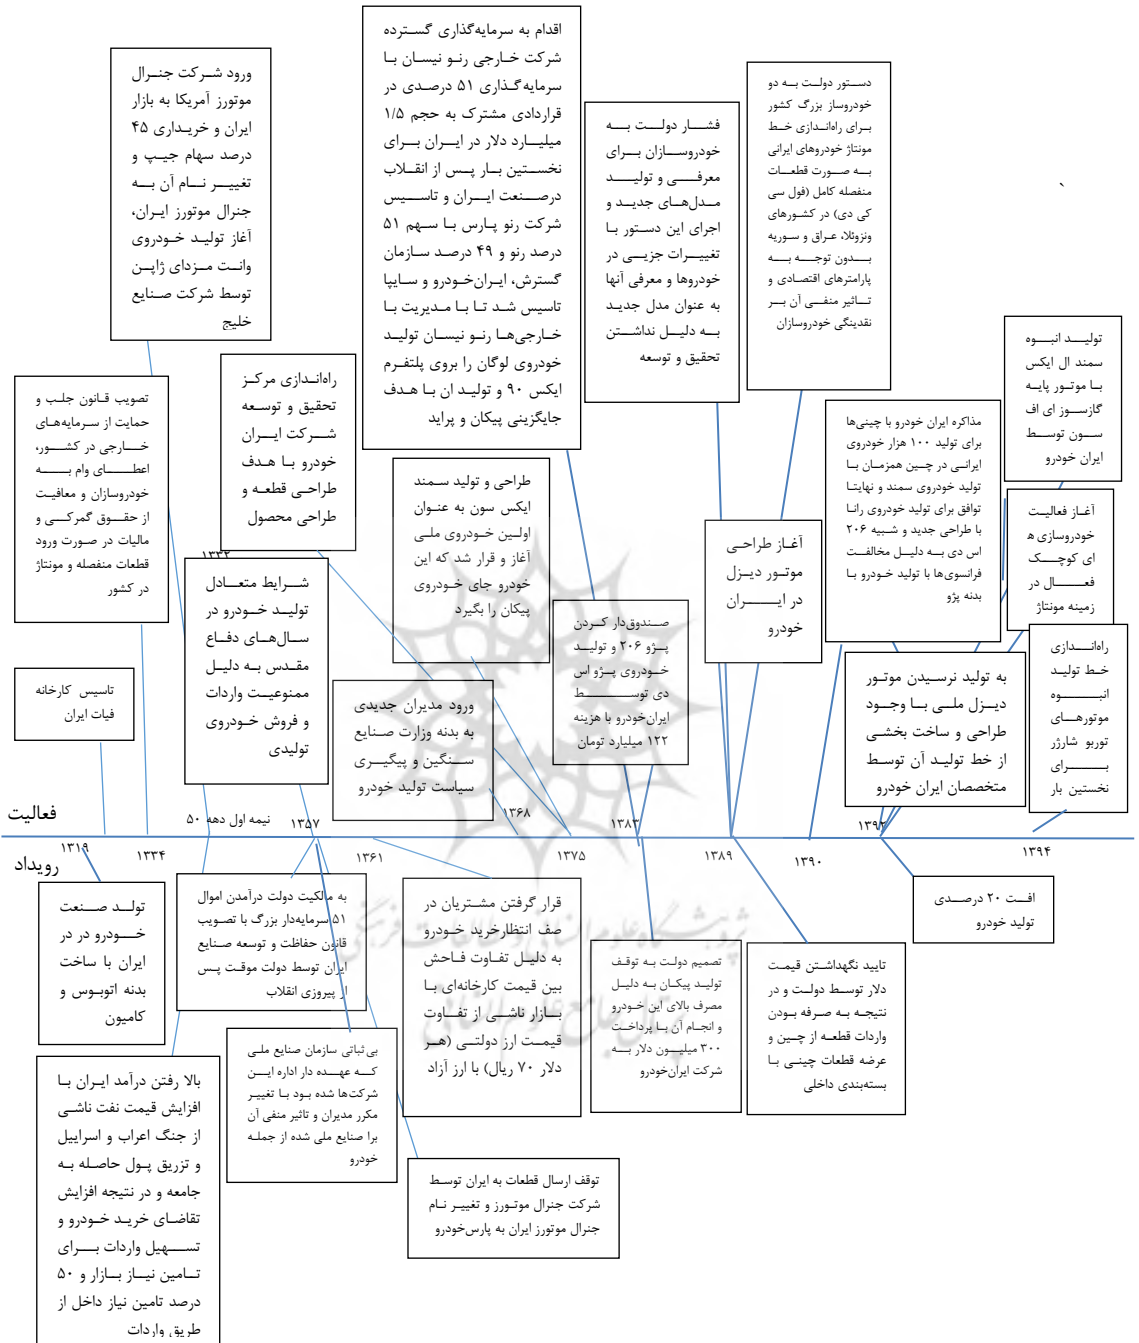 اقدام به سرمایه‌گذاری گسترده
شرکت خارجی رنو نیسان با
سرمایه گذاری ۵۱ درصدی در
قراردادی مشترک به حجم ۱/۵
میلیارد دلار در ایران برای
نخستین بار پس از انقلاب
درصنعت ایران و تاسیس
شرکت رنو پارس با سهم ۵۱
درصد رنو و ۴۹ درصد سازمان
گسترش، ایران‌خودرو و سایپا
تاسیس شد تا با مدیریت با
خارجی‌ها رنو نیسان تولید
خودروی لوگان را بروی پلتفرم
ایکس ۹۰ و تولید ان با هدف
جایگزینی پیکان و پراید
ورود شرکت جنرال
موتورز آمریکا به بازار
ایران و خریداری ۴۵
درصد سهام جیپ و
تغییر نام آن به
جنرال موتورز ایران،
آغاز تولید خودروی
وانت مزدای ژاپن
توسط شرکت صنایع
خلیج
فشار دولت به
خودروسازان برای
معرفی و تولید
مدل‌های جدید و
اجرای این دستور با
تغییرات جزیی در
خودروها و معرفی آنها
به عنوان مدل جدید
به دلیل نداشتن
تحقیق و توسعه
دستور دولت به دو
خودروساز بزرگ کشور
برای راه‌اندازی خط
مونتاژ خودروهای ایرانی
به صورت قطعات
منفصله کامل (فول سی
کی دی) در کشورهای
ونزوئلا، عراق و سوریه
بدون توجه به
پارامترهای اقتصادی و
تاثیر منفی آن بر
نقدینگی خودروسازان
تولید انبوه
سمند ال ایکس
با موتور پایه
گازسوز ای اف
سون توسط
ایران خودرو
راه‌اندازی مرکز
تحقیق و توسعه
شرکت ایران
خودرو با هدف
طراحی قطعه و
طراحی محصول
تصویب قانون جلب و
حمایت از سرمایه‌های
خارجی در کشور،
اعطای وام به
خودروسازان و معافیت
از حقوق گمرکی و
مالیات در صورت ورود
قطعات منفصله و مونتاژ
در کشور
مذاکره ایران خودرو با چینی‌ها
برای تولید ۱۰۰ هزار خودروی
ایرانی در چین همزمان با
تولید خودروی سمند و نهایتا
توافق برای تولید خودروی رانا
با طراحی جدید و شبیه ۲۰۶
اس دی به دلیل مخالفت
فرانسوی‌ها با تولید خودرو با
بدنه پژو
طراحی و تولید سمند
ایکس سون به عنوان
اولین خودروی ملی
آغاز و قرار شد که این
خودرو جای خودروی
پیکان را بگیرد
آغاز فعالیت
خودروسازی ه
ای کوچک
فعال در
زمینه مونتاژ
آغاز طراحی
موتور دیزل
در ایران
خودرو
۱۳۳۲
شرایط متعادل
تولید خودرو در
سال‌های دفاع
مقدس به دلیل
ممنوعیت واردات
و فروش خودروی
تولیدی
صندوق‌دار کردن
پژو ۲۰۶ و تولید
خودروی پژو اس
دی توسط
ایران‌خودرو با هزینه
۱۲۲ میلیارد تومان
راه‌اندازی
خط تولید
انبوه
موتورهای
توربو شارژر
برای
نخستین بار
به تولید نرسیدن موتور
دیزل ملی با وجود
طراحی و ساخت بخشی
از خط تولید آن توسط
متخصصان ایران خودرو
تاسیس کارخانه
فیات ایران
ورود مدیران جدیدی
به بدنه وزارت صنایع
سنگین و پیگیری
سیاست تولید خودرو
فعالیت
نیمه اول دهه ۵۰
۱۳۵۷
۱۳۶۸
۱۳۸۳
۱۳۹۲
رویداد
۱۳۱۹
۱۳۳۴
۱۳۶۱
۱۳۷۵
۱۳۸۹
۱۳۹۰
۱۳۹۴
تولد صنعت
خودرو در در
ایران با ساخت
بدنه اتوبوس و
کامیون
به مالکیت دولت درآمدن اموال
۵۱ سرمایه‌دار بزرگ با تصویب
قانون حفاظت و توسعه صنایع
ایران توسط دولت موقت پس
از پیروزی انقلاب
قرار گرفتن مشتریان در
صف انتظارخرید خودرو
به دلیل تفاوت فاحش
بین قیمت کارخانه‌ای با
بازار ناشی از تفاوت
قیمت ارز دولتی (هر
دلار ۷۰ ریال) با ارز آزاد
تصمیم دولت به توقف
تولید پیکان به دلیل
مصرف بالای این خودرو
و انجام آن با پرداخت
۳۰۰ میلیون دلار به
شرکت ایران‌خودرو
تایید نگهداشتن قیمت
دلار توسط دولت و در
نتیجه به صرفه بودن
واردات قطعه از چین و
عرضه قطعات چینی با
بسته‌بندی داخلی
افت ۲۰ درصدی
تولید خودرو
پژوهشگاه علوم انسانی و مطالعات فرهنگی
پرتال جامع علوم انسانی
بی ثباتی سازمان صنایع ملی
که عهده دار اداره این
شرکت‌ها شده بود با تغییر
مکرر مدیران و تاثیر منفی آن
برا صنایع ملی شده از جمله
خودرو
بالا رفتن درآمد ایران با
افزایش قیمت نفت ناشی
از جنگ اعراب و اسراییل
و تزریق پول حاصله به
جامعه و در نتیجه افزایش
تقاضای خرید خودرو و
تسهیل واردات برای
تامین نیاز بازار و ۵۰
درصد تامین نیاز داخل از
طریق واردات
توقف ارسال قطعات به ایران توسط
شرکت جنرال موتورز و تغییر نام
جنرال موتورز ایران به پارس‌خودرو